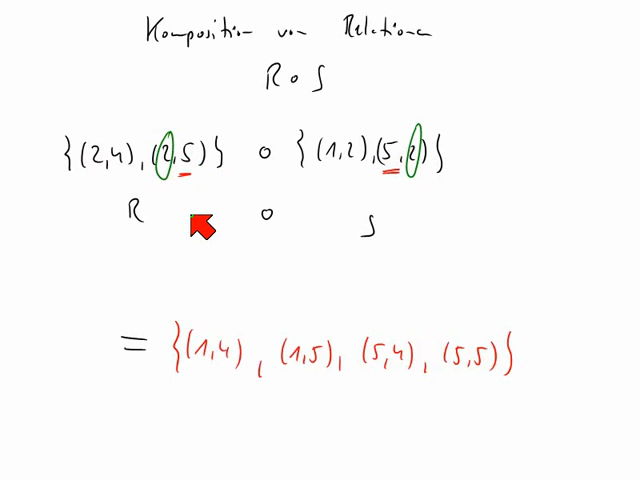 Komposition von Relationen
R ∘ S
{(2,4), (2,5)} ∘ {(1,2), (5,2)}
R ∘ S
= {(1,4), (1,5), (5,4), (5,5)}